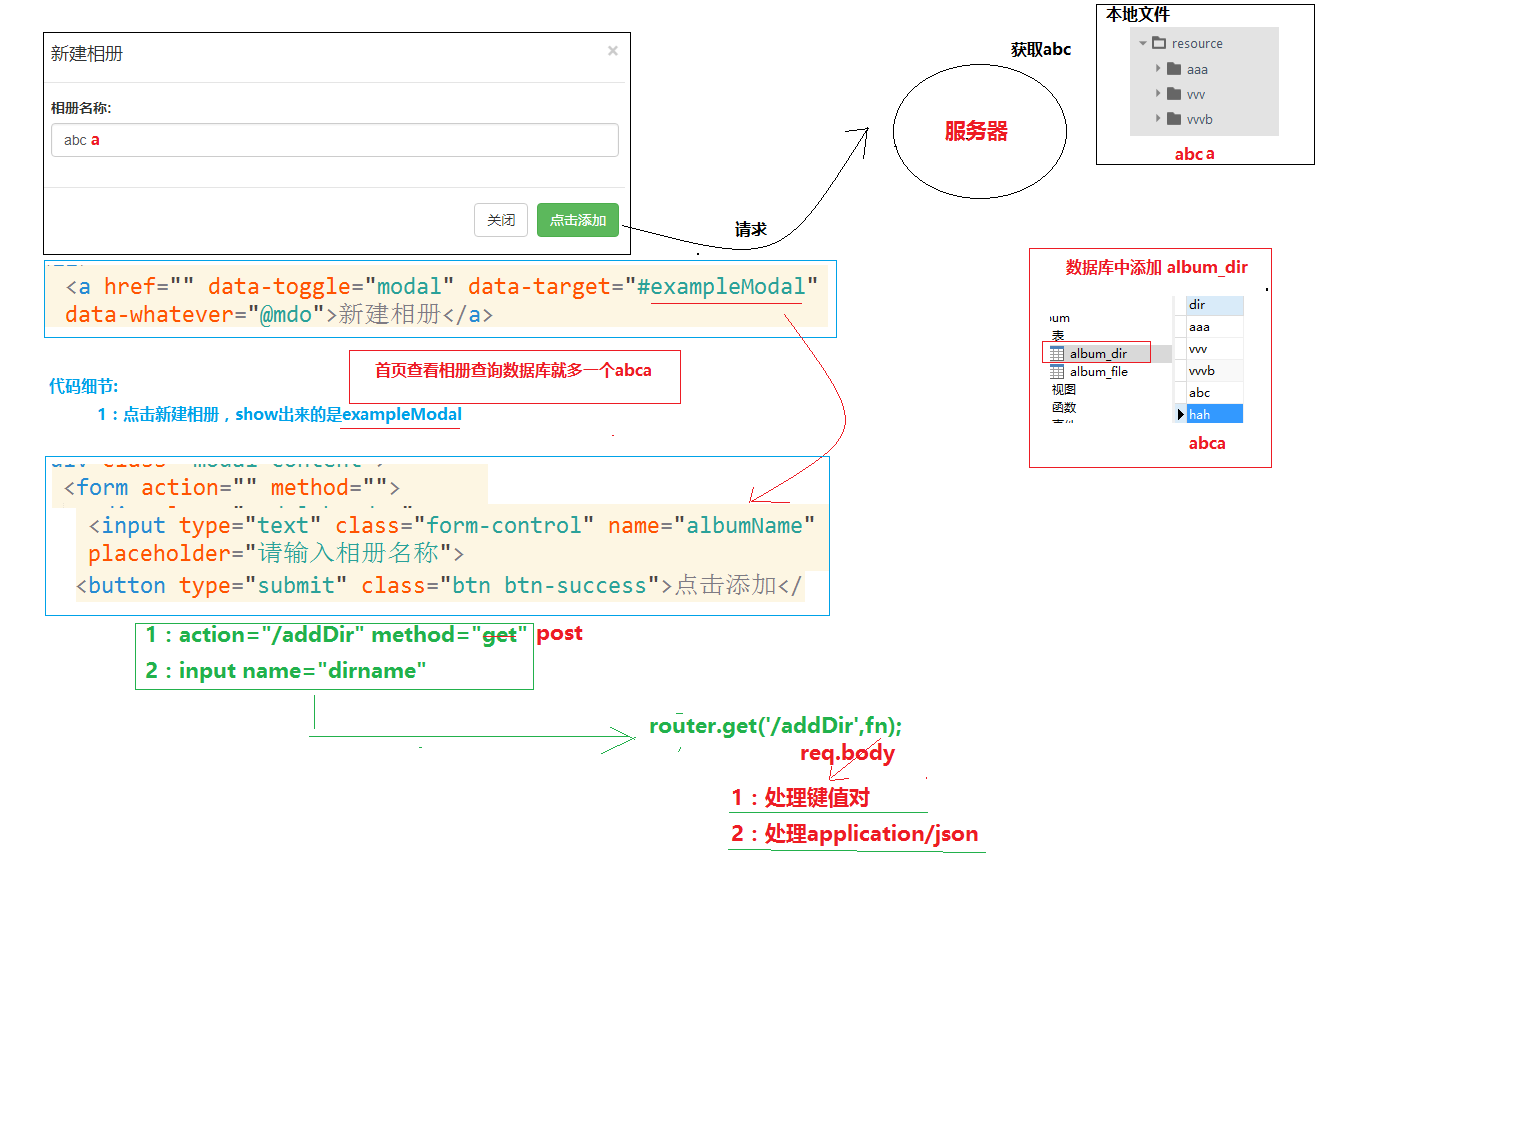 新建相册
×
相册名称:
abc a
关闭
点击添加
请求
获取abc
服务器
本地文件
resource
aaa
vvv
vvvb
abc a
<a href="" data-toggle="modal" data-target="#exampleModal"
data-whatever="@mdo">新建相册</a>
首页查看相册查询数据库就多一个abca
代码细节:
1：点击新建相册，show出来的是exampleModal
数据库中添加 album_dir
bum
表
album_dir
album_file
视图
函数
dir
aaa
vvv
vvvb
abc
hah
abca
<form action="" method="">
<input type="text" class="form-control" name="albumName"
placeholder="请输入相册名称">
<button type="submit" class="btn btn-success">点击添加</
1：action="/addDir" method="get" post
2：input name="dirname"
router.get('/addDir',fn);
req.body
1：处理键值对
2：处理application/json